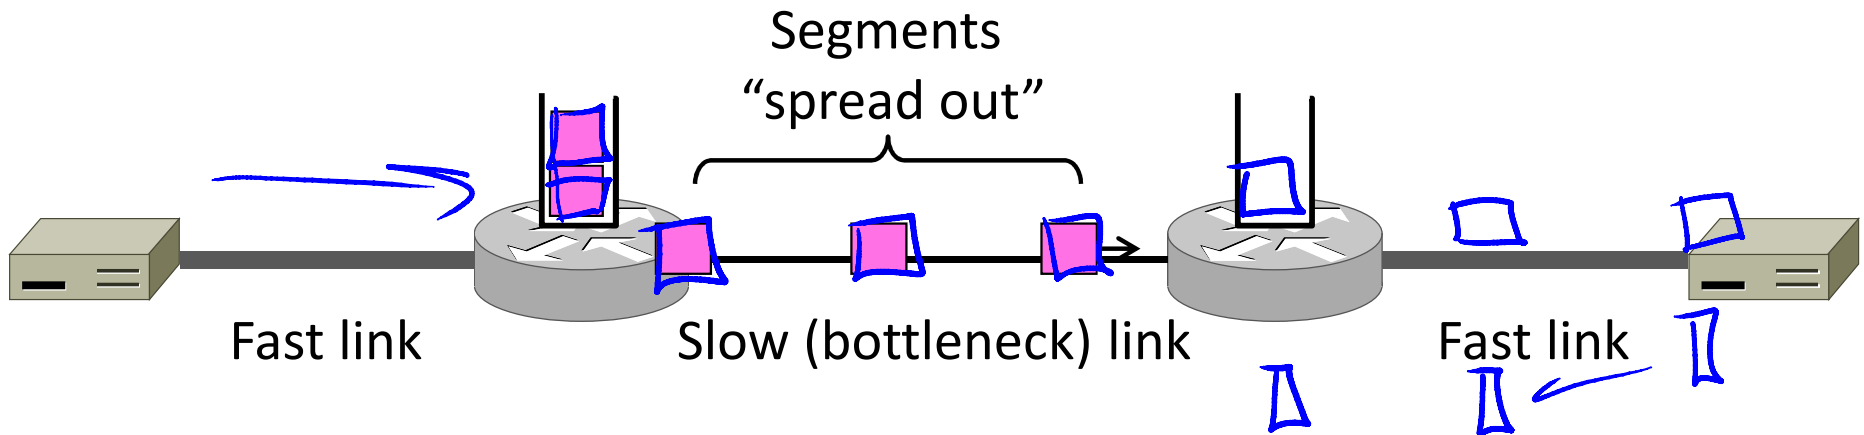 Segments
“spread out”
Fast link
Slow (bottleneck) link
Fast link